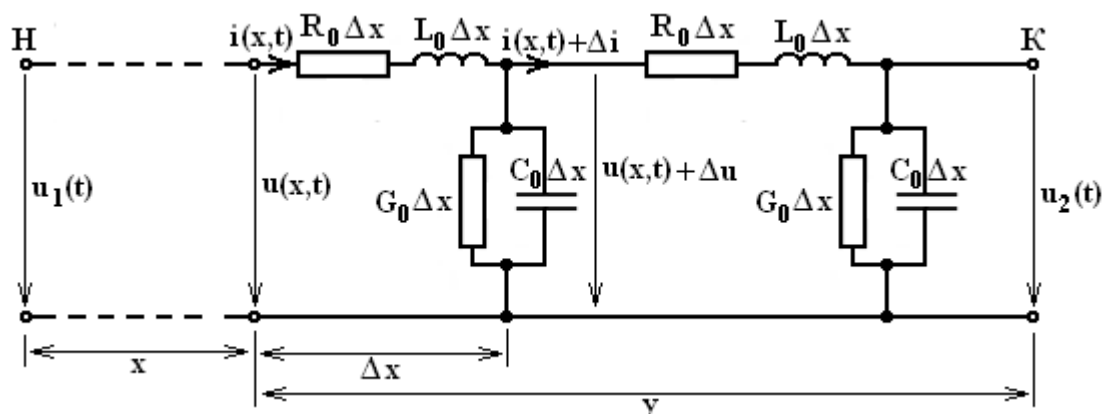 H
i(x,t)
R₀Δx
L₀Δx
i(x,t)+Δi
R₀Δx
L₀Δx
К
u₁(t)
u(x,t)
G₀Δx
C₀Δx
u(x,t)+Δu
G₀Δx
C₀Δx
u₂(t)
x
Δx
y